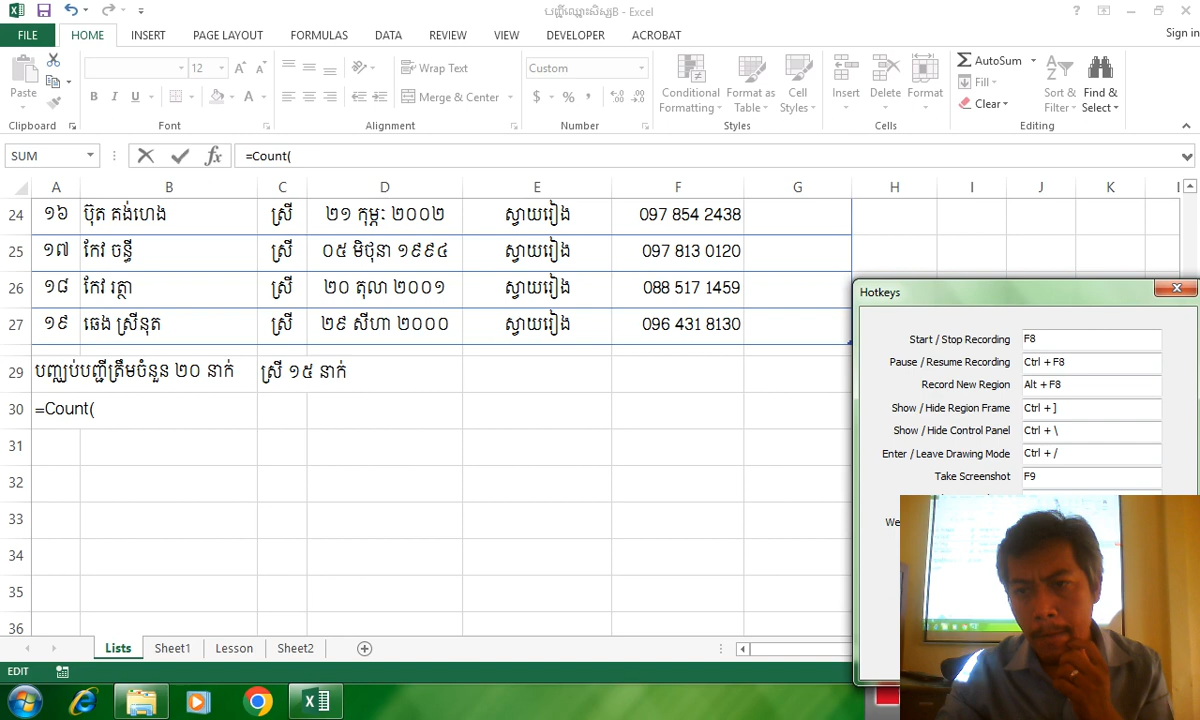 បញ្ជីឈ្មោះសិស្សB - Excel
Sign in
FILE HOME INSERT PAGE LAYOUT FORMULAS DATA REVIEW VIEW DEVELOPER ACROBAT
Paste
12
Wrap Text
Merge & Center
Custom
Conditional Formatting
Format as Table
Cell Styles
Insert Delete Format
AutoSum
Fill
Clear
Sort & Filter
Find & Select
Clipboard Font Alignment Number Styles Cells Editing
SUM =Count(
A B C D E F G H I J K
24 ១៦ ប៊ុត គង់ហេង ស្រី ២១ កុម្ភៈ ២០០២ ស្វាយរៀង 097 854 2438
25 ១៧ កែវ ចន្ធី ស្រី ០៥ មិថុនា ១៩៩៤ ស្វាយរៀង 097 813 0120
26 ១៨ កែវ រត្ថា ស្រី ២០ តុលា ២០០១ ស្វាយរៀង 088 517 1459
27 ១៩ ឆេង ស្រីនុត ស្រី ២៩ សីហា ២០០០ ស្វាយរៀង 096 431 8130
29 បញ្ឈប់បញ្ជីត្រឹមចំនួន ២០ នាក់ ស្រី ១៥ នាក់
30 =Count(
31
32
33
34
35
36
Hotkeys
Start / Stop Recording F8
Pause / Resume Recording Ctrl + F8
Record New Region Alt + F8
Show / Hide Region Frame Ctrl + ]
Show / Hide Control Panel Ctrl + \
Enter / Leave Drawing Mode Ctrl + /
Take Screenshot F9
Lists Sheet1 Lesson Sheet2
EDIT